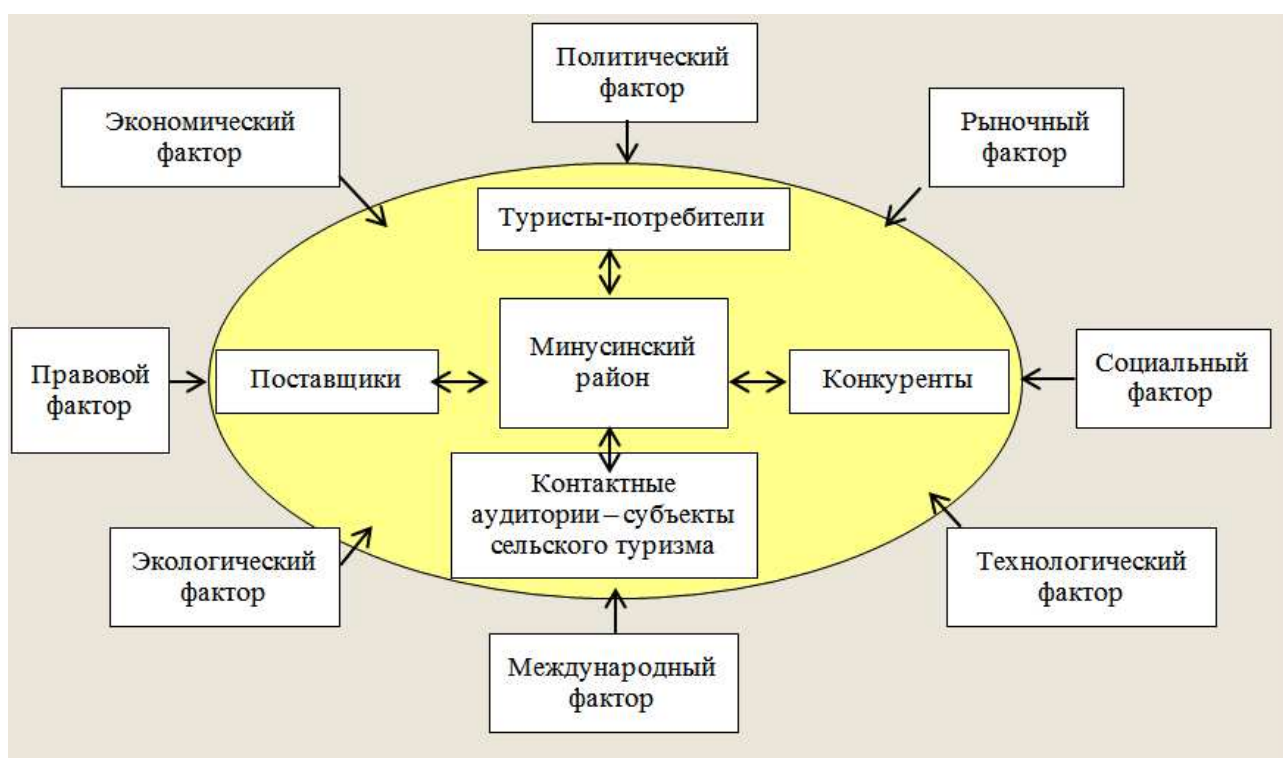 Политический
фактор
Экономический
фактор
Рыночный
фактор
Туристы-потребители
Правовой
фактор
Поставщики
Минусинский
район
Конкуренты
Социальный
фактор
Контактные
аудитории – субъекты
сельского туризма
Экологический
фактор
Технологический
фактор
Международный
фактор